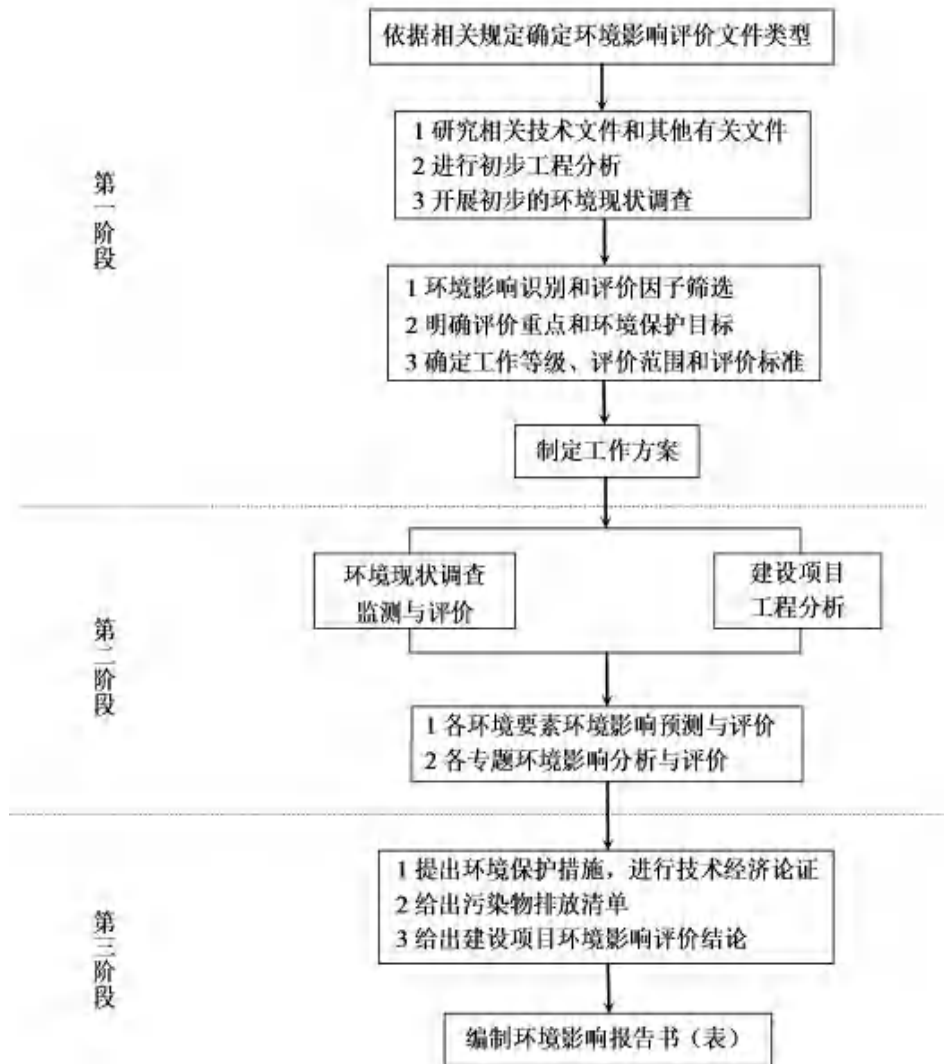 依据相关规定确定环境影响评价文件类型
1 研究相关技术文件和其他有关文件
2 进行初步工程分析
3 开展初步的环境现状调查
第一阶段
1 环境影响识别和评价因子筛选
2 明确评价重点和环境保护目标
3 确定工作等级、评价范围和评价标准
制定工作方案
第二阶段
环境现状调查
监测与评价
建设项目
工程分析
1 各环境要素环境影响预测与评价
2 各专题环境影响分析与评价
第三阶段
1 提出环境保护措施,进行技术经济论证
2 给出污染物排放清单
3 给出建设项目环境影响评价结论
编制环境影响报告书（表）